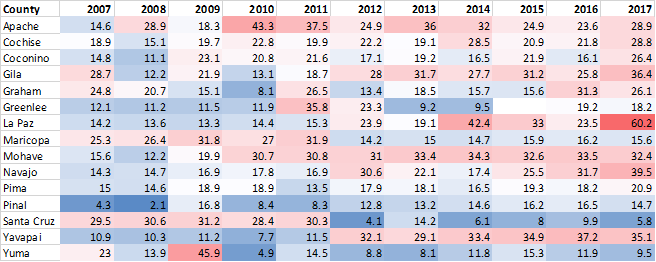 County 2007 2008 2009 2010 2011 2012 2013 2014 2015 2016 2017
Apache 14.6 28.9 18.3 43.3 37.5 24.9 36 32 24.9 23.6 28.9
Cochise 18.9 15.1 19.7 22.8 19.9 22.2 19.1 28.5 20.9 21.8 28.8
Coconino 14.8 11.1 23.1 20.8 21.6 17.1 19.2 16.5 21.9 16.1 26.4
Gila 28.7 12.2 21.9 13.1 18.7 28 31.7 27.7 31.2 25.8 36.4
Graham 24.8 20.7 15.1 8.1 26.5 13.4 18.5 15.7 15.6 31.3 26.1
Greenlee 12.1 11.2 11.5 11.9 35.8 23.3 9.2 9.5 19.2 18.2
La Paz 14.2 13.6 13.3 14.4 15.3 23.9 19.1 42.4 33 23.5 60.2
Maricopa 25.3 26.4 31.8 27 31.9 14.2 15 14.7 15.9 16.2 15.6
Mohave 15.6 12.2 19.9 30.7 30.8 31 33.4 34.3 32.6 33.5 32.4
Navajo 14.3 14.7 16.9 17.8 16.9 30.6 22.1 17.4 25.5 31.7 39.5
Pima 15 14.6 18.9 18.9 13.5 17.9 18.1 16.5 19.3 18.2 20.9
Pinal 4.3 2.1 16.8 8.4 8.3 12.8 13.2 14.6 16.2 16.5 14.7
Santa Cruz 29.5 30.6 31.2 28.4 30.3 4.1 14.2 6.1 8 9.9 5.8
Yavapai 10.9 10.3 11.2 7.7 11.5 32.1 29.1 33.4 34.9 37.2 35.1
Yuma 23 13.9 45.9 4.9 14.5 8.8 8.1 11.8 15.3 11.9 9.5